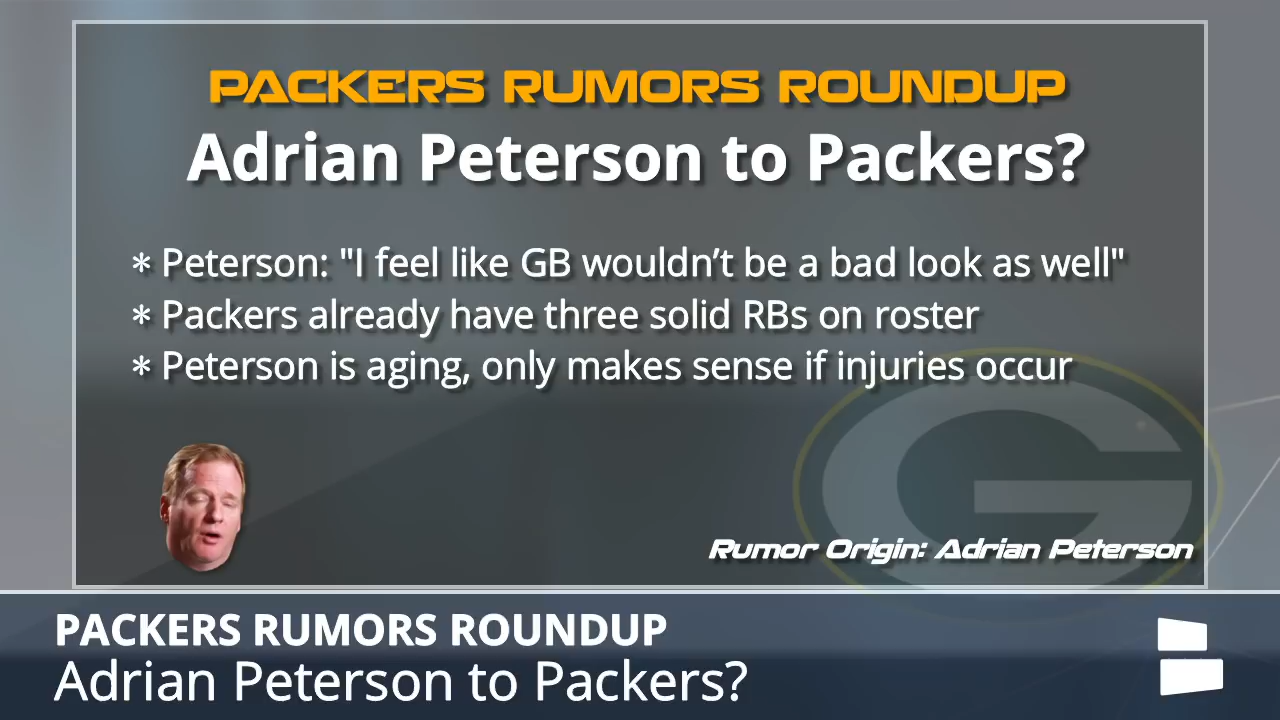 PACKERS RUMORS ROUNDUP
Adrian Peterson to Packers?
* Peterson: "I feel like GB wouldn’t be a bad look as well"
* Packers already have three solid RBs on roster
* Peterson is aging, only makes sense if injuries occur
G
Rumor Origin: Adrian Peterson
PACKERS RUMORS ROUNDUP
Adrian Peterson to Packers?